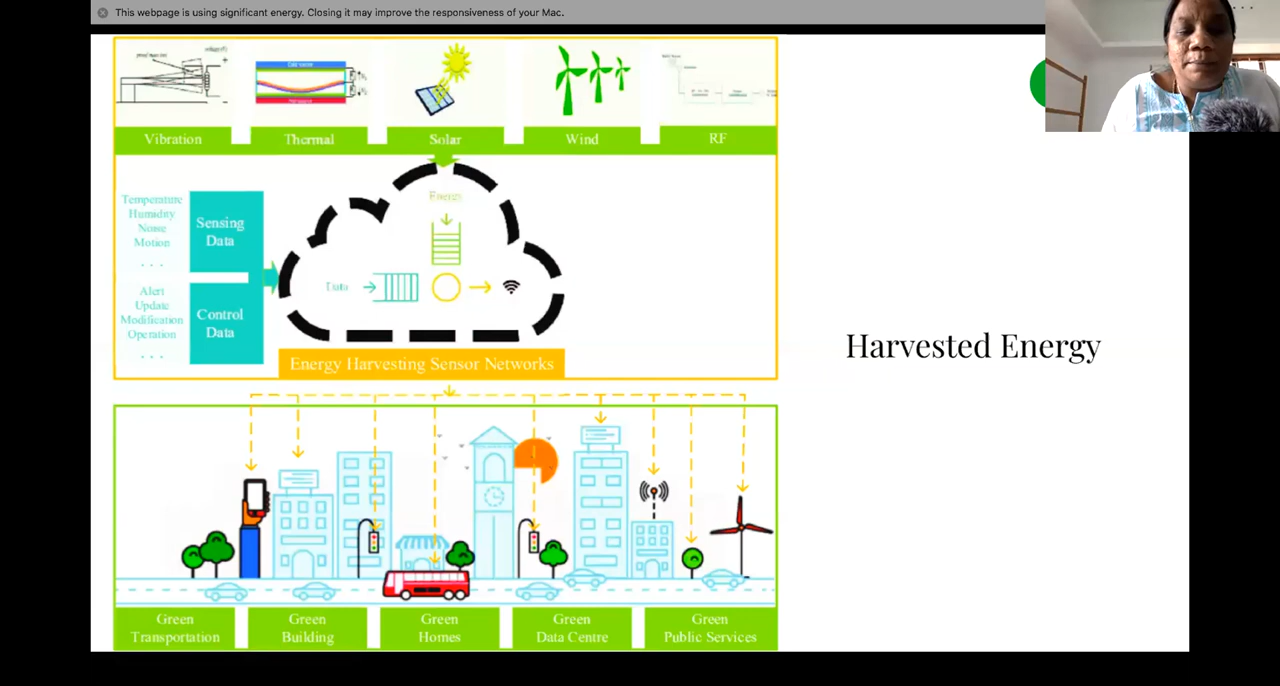 This webpage is using significant energy. Closing it may improve the responsiveness of your Mac.
Vibration
Thermal
Solar
Wind
RF
Temperature
Humidity
Noise
Motion
. . .
Sensing
Data
Alert
Update
Modification
Operation
. . .
Control
Data
Energy
Data
Energy Harvesting Sensor Networks
Harvested Energy
Green
Transportation
Green
Building
Green
Homes
Green
Data Centre
Green
Public Services